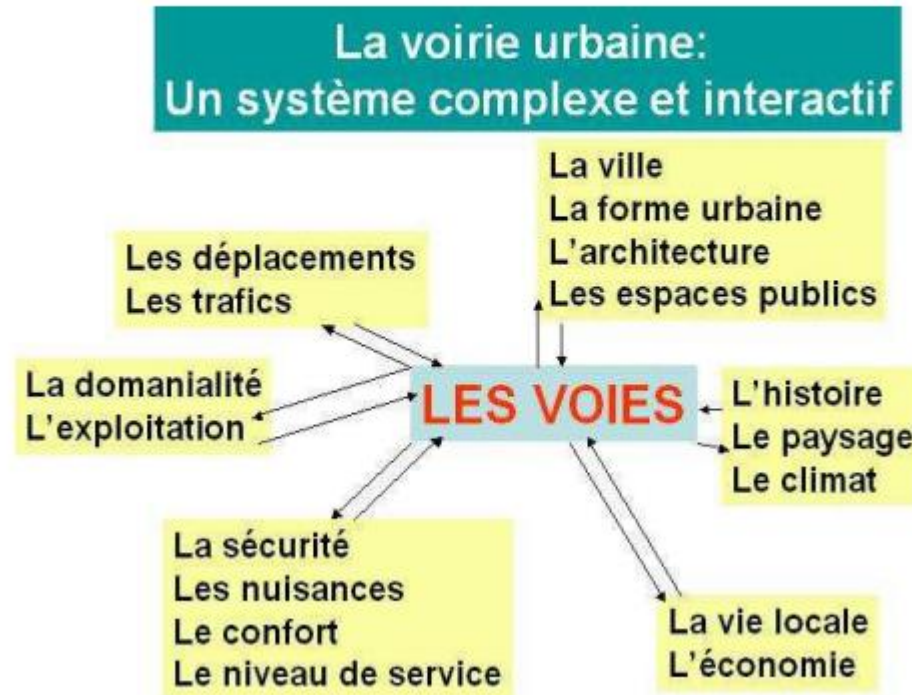 La voirie urbaine:
Un système complexe et interactif
La ville
La forme urbaine
L'architecture
Les espaces publics
Les déplacements
Les trafics
La domanialité
L'exploitation
LES VOIES
L'histoire
Le paysage
Le climat
La sécurité
Les nuisances
Le confort
Le niveau de service
La vie locale
L'économie